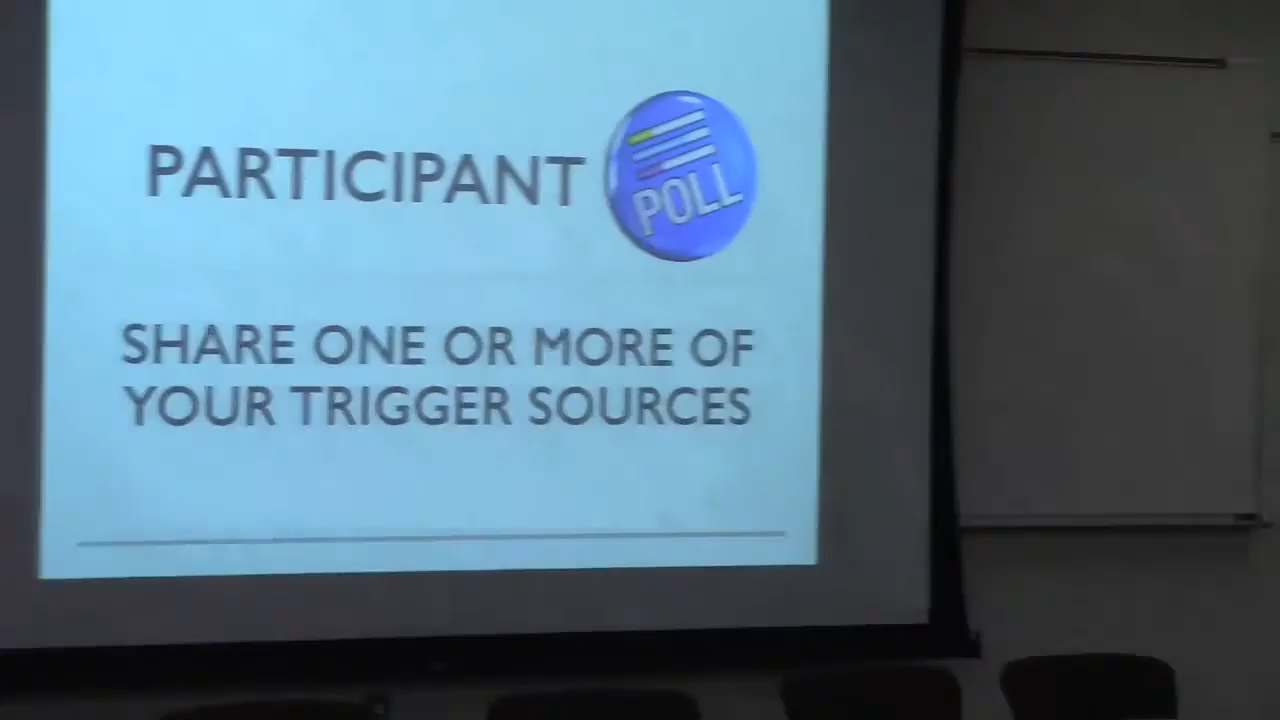 PARTICIPANT POLL
SHARE ONE OR MORE OF
YOUR TRIGGER SOURCES